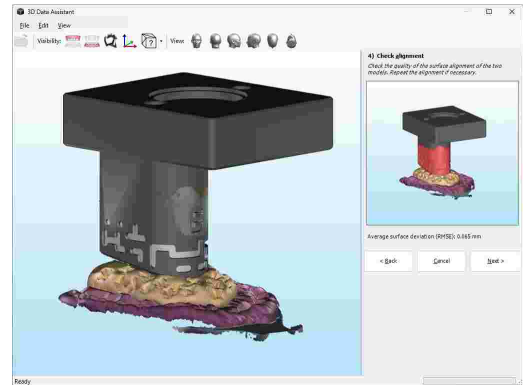 3D Data Assistant
File Edit View
Visibility: View:
4) Check alignment
Check the quality of the surface alignment of the two
models. Repeat the alignment if necessary.
Average surface deviation (RMSE): 0.065 mm
< Back Cancel Next >
Ready